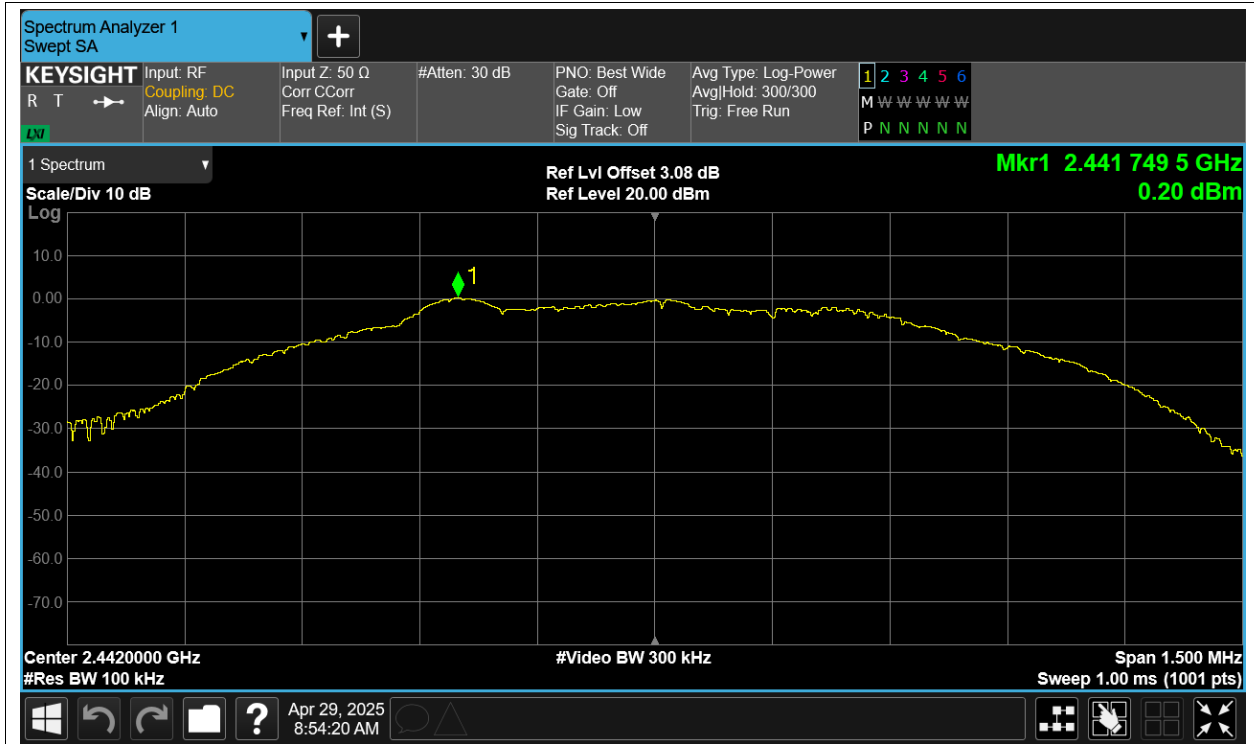 Spectrum Analyzer 1
Swept SA
KEYSIGHT
R T
LXI
Input: RF
Coupling: DC
Align: Auto
Input Z: 50 Ω
Corr CCorr
Freq Ref: Int (S)
#Atten: 30 dB
PNO: Best Wide
Gate: Off
IF Gain: Low
Sig Track: Off
Avg Type: Log-Power
Avg|Hold: 300/300
Trig: Free Run
1 2 3 4 5 6
M W W W W W
P N N N N N
1 Spectrum
Scale/Div 10 dB
Log
Ref Lvl Offset 3.08 dB
Ref Level 20.00 dBm
Mkr1 2.441 749 5 GHz
0.20 dBm
1
10.0
0.00
-10.0
-20.0
-30.0
-40.0
-50.0
-60.0
-70.0
Center 2.4420000 GHz
#Res BW 100 kHz
#Video BW 300 kHz
Span 1.500 MHz
Sweep 1.00 ms (1001 pts)
?
Apr 29, 2025
8:54:20 AM